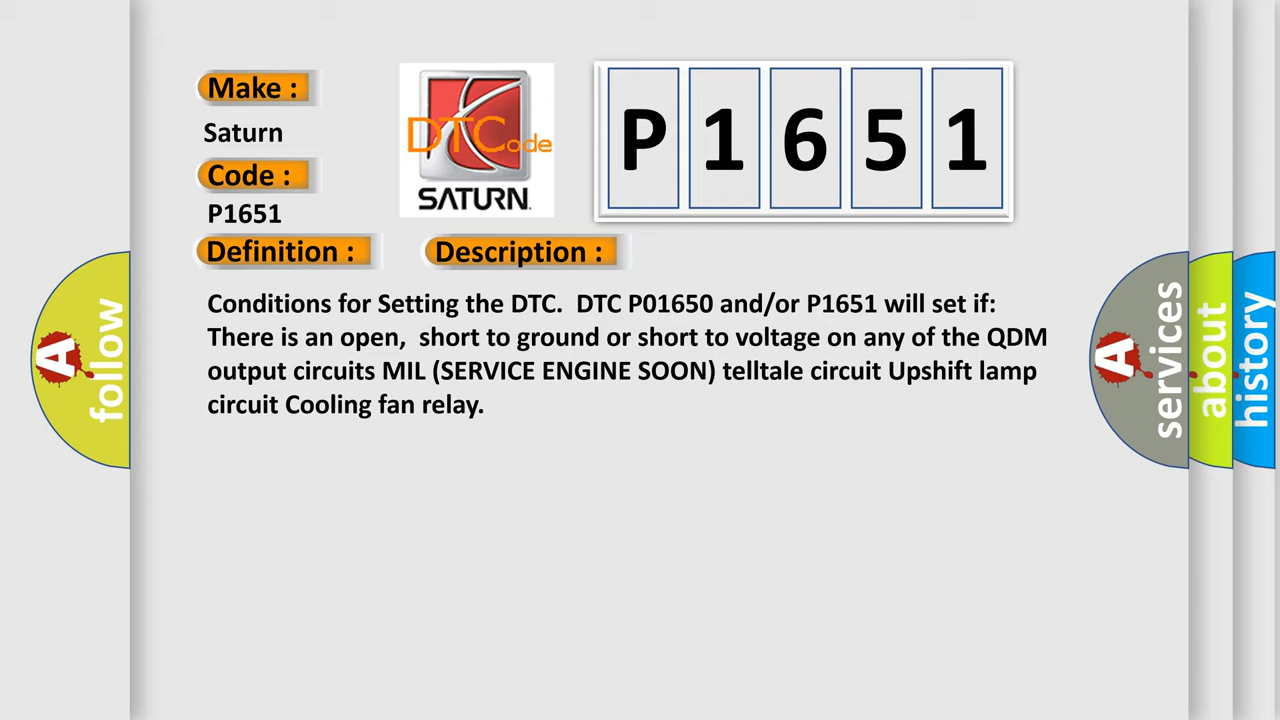 Make :
Saturn
Code :
P1651
Definition :
Description :
DTCode
SATURN
P 1 6 5 1
Conditions for Setting the DTC.  DTC P01650 and/or P1651 will set if:
There is an open,  short to ground or short to voltage on any of the QDM
output circuits MIL (SERVICE ENGINE SOON) telltale circuit Upshift lamp
circuit Cooling fan relay.
A follow
A services
about
history